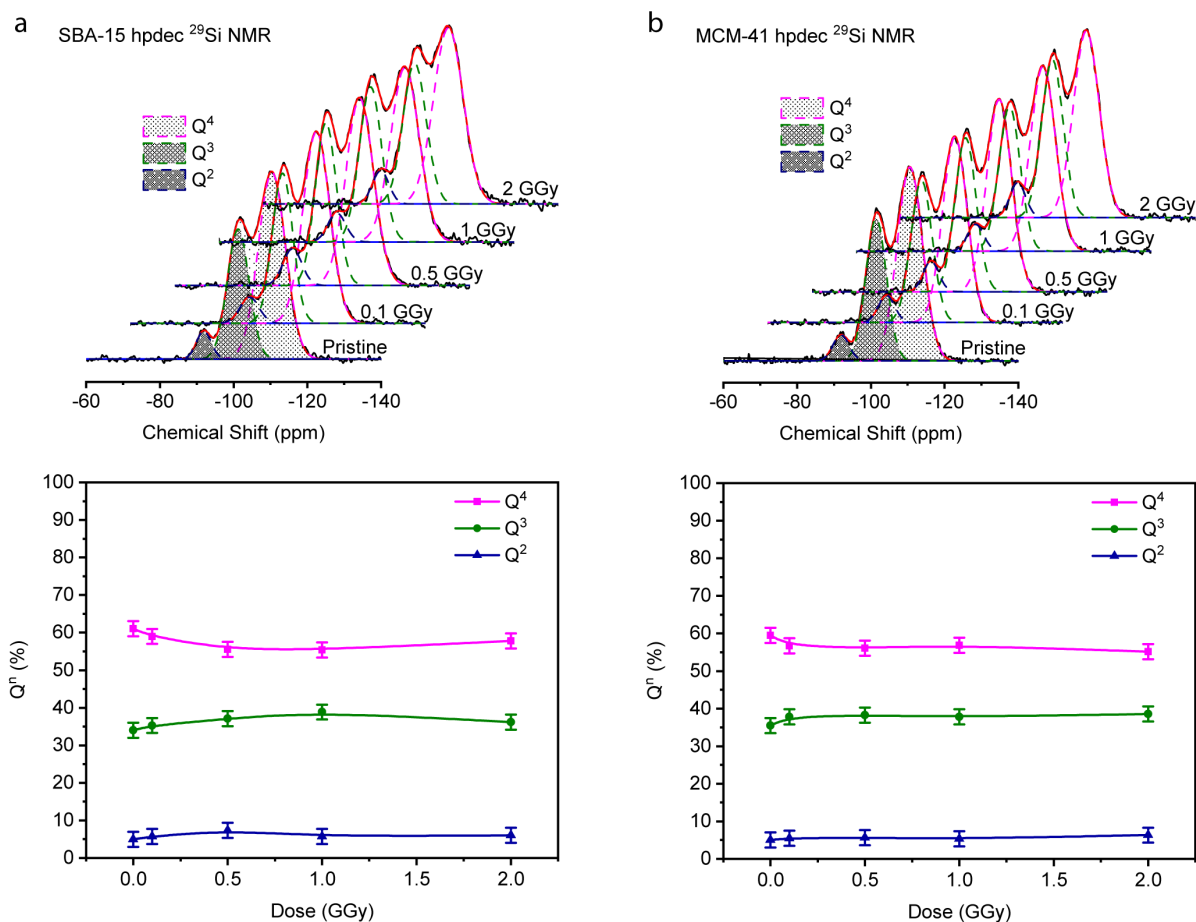 a
SBA-15 hpdec ²⁹Si NMR
Q⁴
Q³
Q²
2 GGy
1 GGy
0.5 GGy
0.1 GGy
Pristine
-60 -80 -100 -120 -140
Chemical Shift (ppm)
b
MCM-41 hpdec ²⁹Si NMR
Q⁴
Q³
Q²
2 GGy
1 GGy
0.5 GGy
0.1 GGy
Pristine
-60 -80 -100 -120 -140
Chemical Shift (ppm)
100
90
80
70
60
50
40
30
20
10
0
Qⁿ (%)
Q⁴
Q³
Q²
0.0 0.5 1.0 1.5 2.0
Dose (GGy)
100
90
80
70
60
50
40
30
20
10
0
Qⁿ (%)
Q⁴
Q³
Q²
0.0 0.5 1.0 1.5 2.0
Dose (GGy)